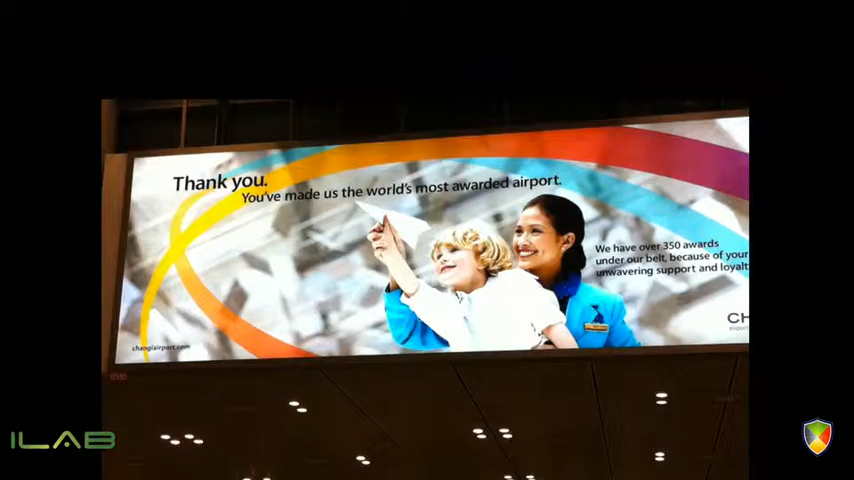 Thank you.
You've made us the world's most awarded airport.
We have over 350 awards
under our belt, because of your
unwavering support and loyalt
CH
changiairport.com
ILAB